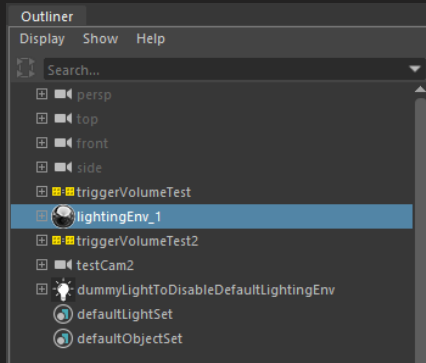 Outliner
Display Show Help
Search...
persp
top
front
side
triggerVolumeTest
lightingEnv_1
triggerVolumeTest2
testCam2
dummyLightToDisableDefaultLightingEnv
defaultLightSet
defaultObjectSet